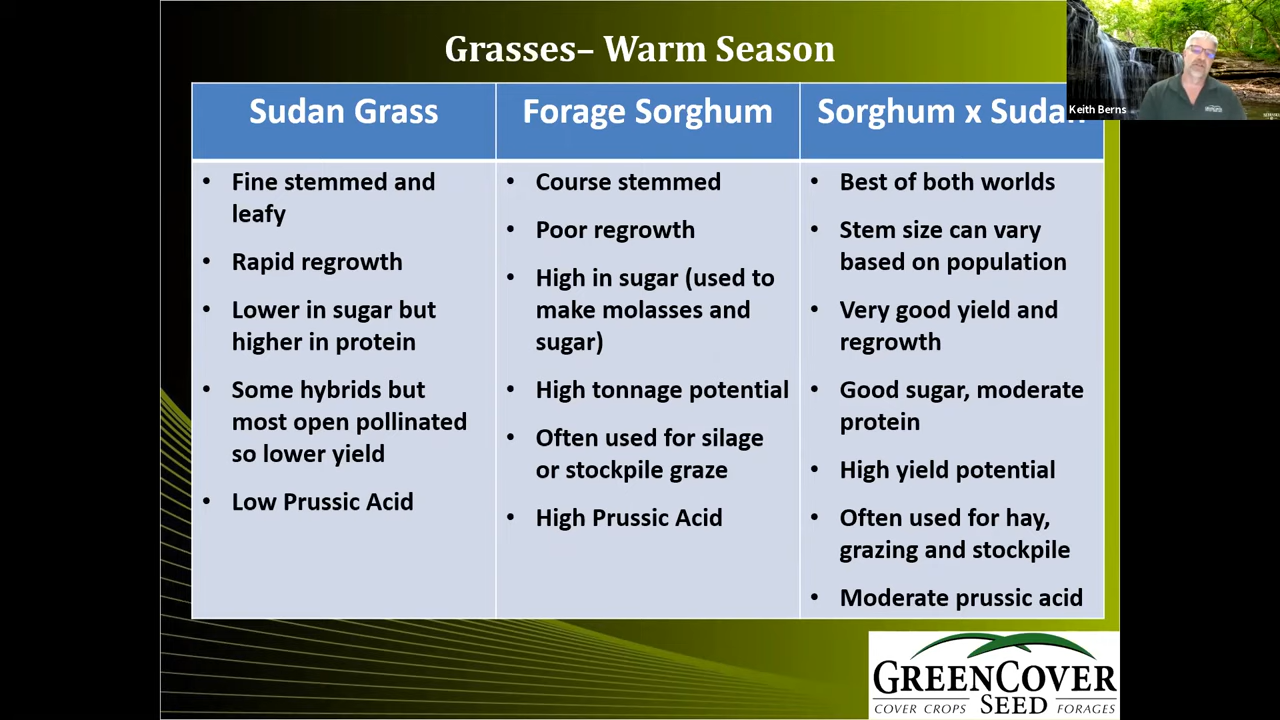 Grasses– Warm Season
Keith Berns
Sudan Grass
Forage Sorghum
Sorghum x Sudan
• Fine stemmed and
leafy
• Rapid regrowth
• Lower in sugar but
higher in protein
• Some hybrids but
most open pollinated
so lower yield
• Low Prussic Acid
• Course stemmed
• Poor regrowth
• High in sugar (used to
make molasses and
sugar)
• High tonnage potential
• Often used for silage
or stockpile graze
• High Prussic Acid
• Best of both worlds
• Stem size can vary
based on population
• Very good yield and
regrowth
• Good sugar, moderate
protein
• High yield potential
• Often used for hay,
grazing and stockpile
• Moderate prussic acid
GREENCOVER
COVER CROPS SEED FORAGES